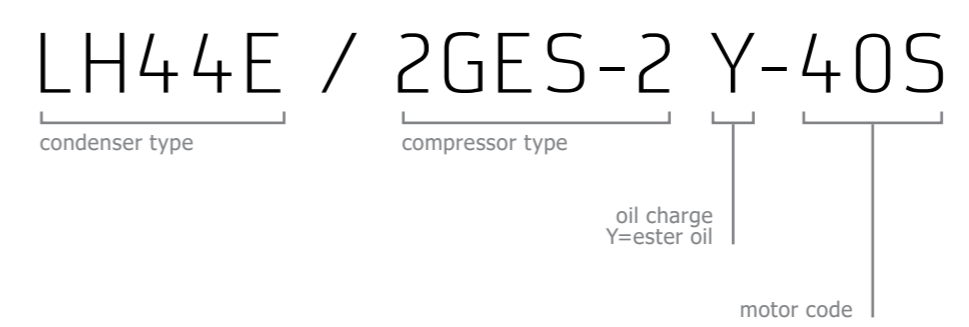 LH44E / 2GES-2 Y-40S
condenser type
compressor type
oil charge
Y=ester oil
motor code